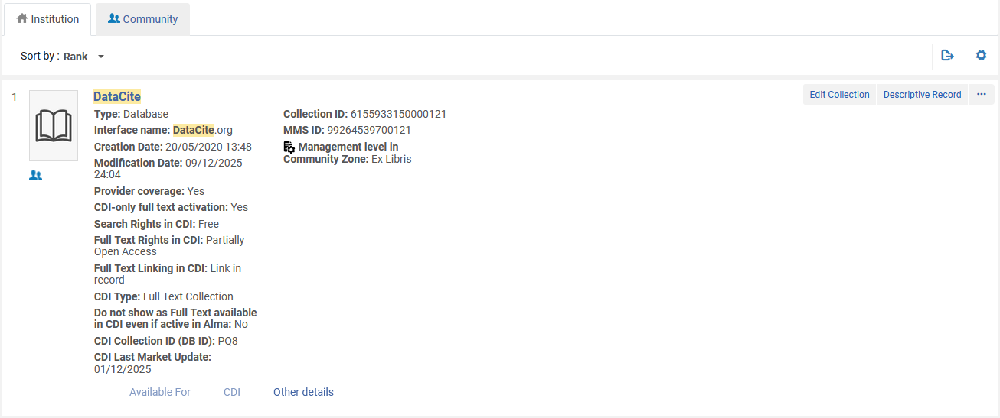 Institution
Community
Sort by : Rank
1
DataCite
Edit Collection
Descriptive Record
Type: Database
Interface name: DataCite.org
Creation Date: 20/05/2020 13:48
Modification Date: 09/12/2025
24:04
Provider coverage: Yes
CDI-only full text activation: Yes
Search Rights in CDI: Free
Full Text Rights in CDI: Partially
Open Access
Full Text Linking in CDI: Link in
record
CDI Type: Full Text Collection
Do not show as Full Text available
in CDI even if active in Alma: No
CDI Collection ID (DB ID): PQ8
CDI Last Market Update:
01/12/2025
Collection ID: 6155933150000121
MMS ID: 99264539700121
Management level in
Community Zone: Ex Libris
Available For
CDI
Other details